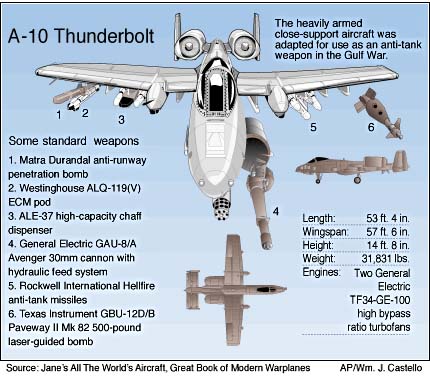 A-10 Thunderbolt
The heavily armed
close-support aircraft was
adapted for use as an anti-tank
weapon in the Gulf War.
1
2
3
5
6
4
Some standard weapons
1. Matra Durandal anti-runway
penetration bomb
2. Westinghouse ALQ-119(V)
ECM pod
3. ALE-37 high-capacity chaff
dispenser
4. General Electric GAU-8/A
Avenger 30mm cannon with
hydraulic feed system
5. Rockwell International Hellfire
anti-tank missiles
6. Texas Instrument GBU-12D/B
Paveway II Mk 82 500-pound
laser-guided bomb
Length: 53 ft. 4 in.
Wingspan: 57 ft. 6 in.
Height: 14 ft. 8 in.
Weight: 31,831 lbs.
Engines: Two General
Electric
TF34-GE-100
high bypass
ratio turbofans
Source: Jane's All The World's Aircraft, Great Book of Modern Warplanes
AP/Wm. J. Castello